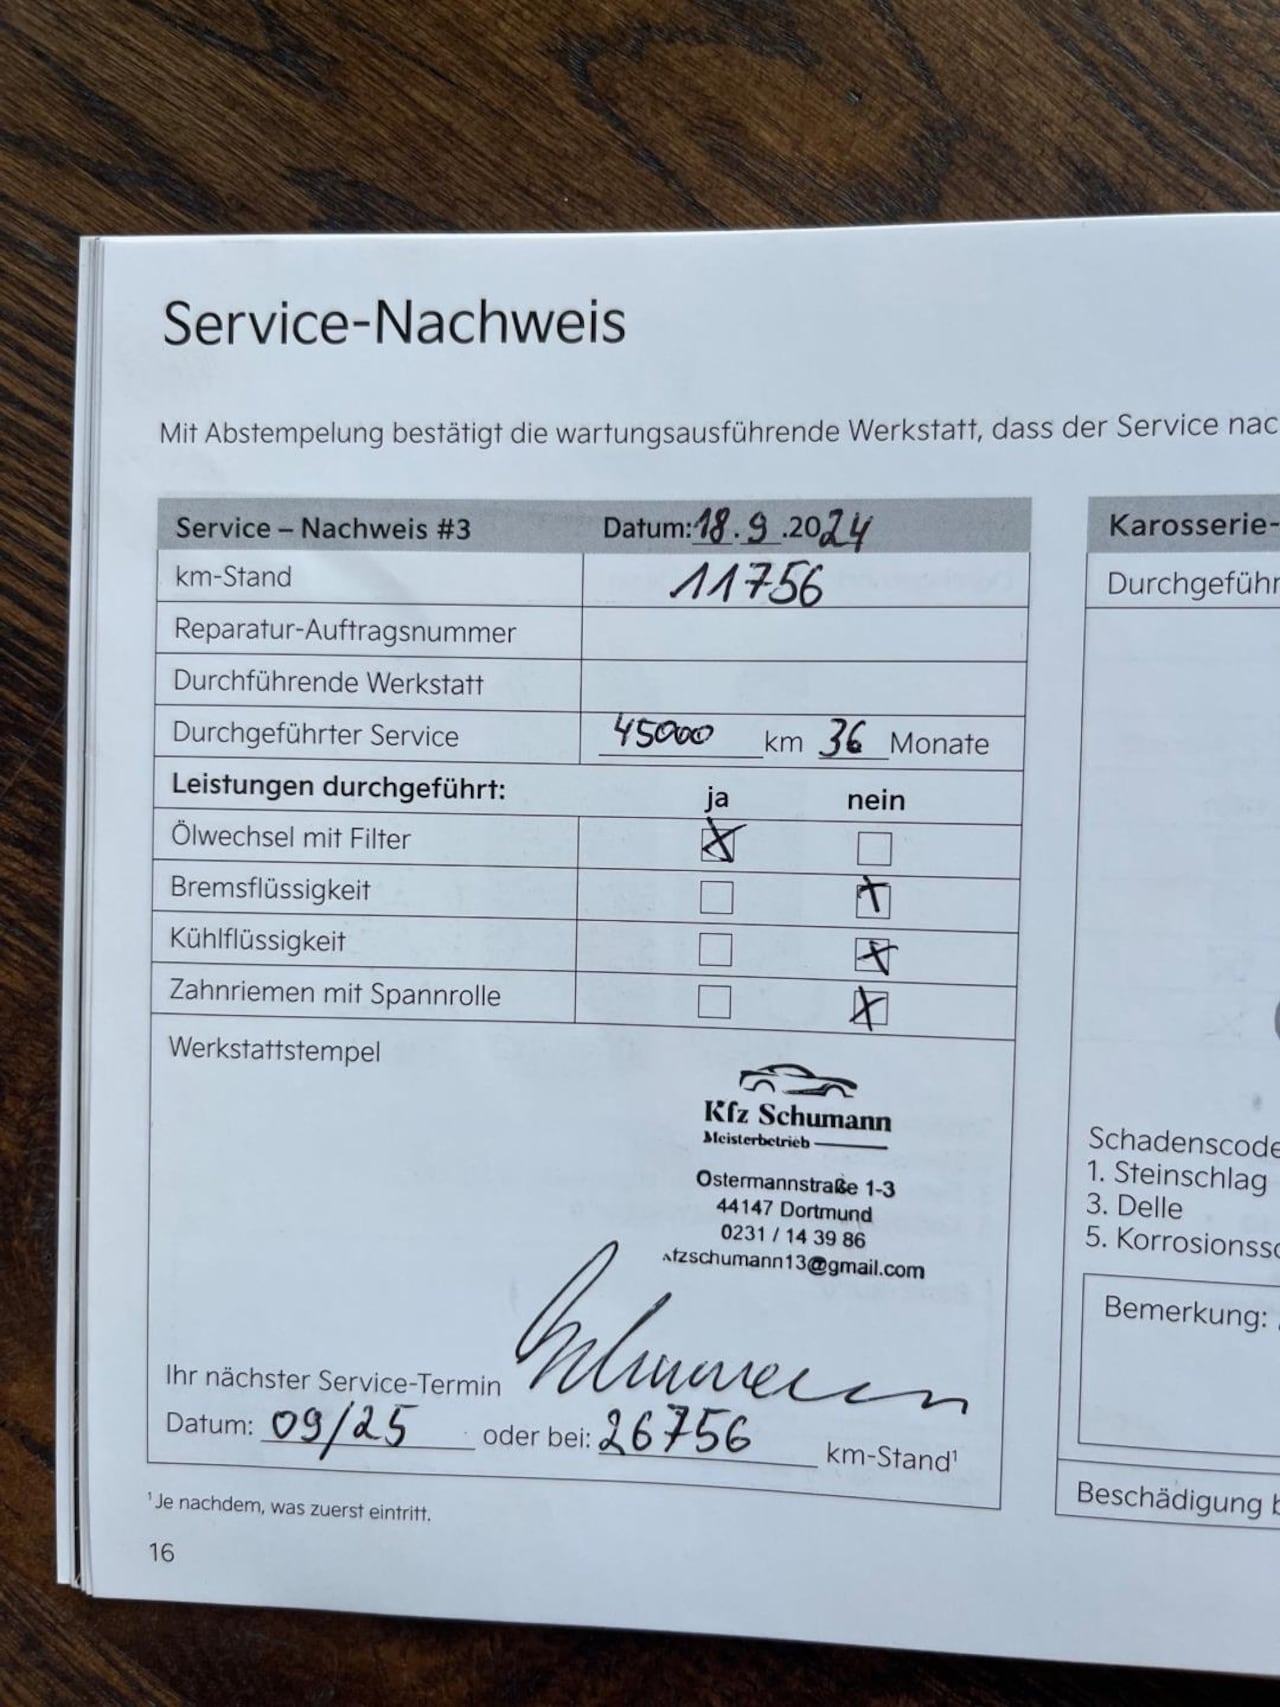 Service-Nachweis
Mit Abstempelung bestätigt die wartungsausführende Werkstatt, dass der Service nac
Service – Nachweis #3 Datum: 18.9.2024
km-Stand 11756
Reparatur-Auftragsnummer
Durchführende Werkstatt
Durchgeführter Service 45000 km 36 Monate
Leistungen durchgeführt: ja nein
Ölwechsel mit Filter
Bremsflüssigkeit
Kühlflüssigkeit
Zahnriemen mit Spannrolle
Werkstattstempel
Kfz Schumann
Meisterbetrieb
Ostermannstraße 1-3
44147 Dortmund
0231 / 14 39 86
kfzschumann13@gmail.com
Ihr nächster Service-Termin
Datum: 09/25 oder bei: 26756 km-Stand¹
¹ Je nachdem, was zuerst eintritt.
16
Karosserie-
Durchgeführ
Schadenscode
1. Steinschlag
3. Delle
5. Korrosionssc
Bemerkung:
Beschädigung b